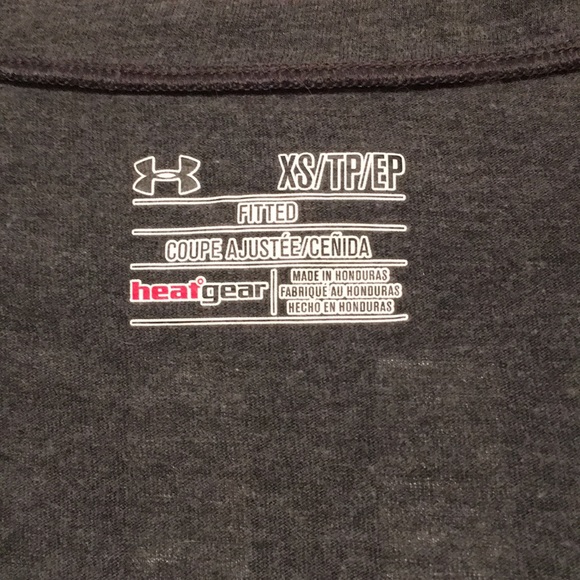 XS/TP/EP
FITTED
COUPE AJUSTÉE/CEÑIDA
heatgear
MADE IN HONDURAS
FABRIQUÉ AU HONDURAS
HECHO EN HONDURAS